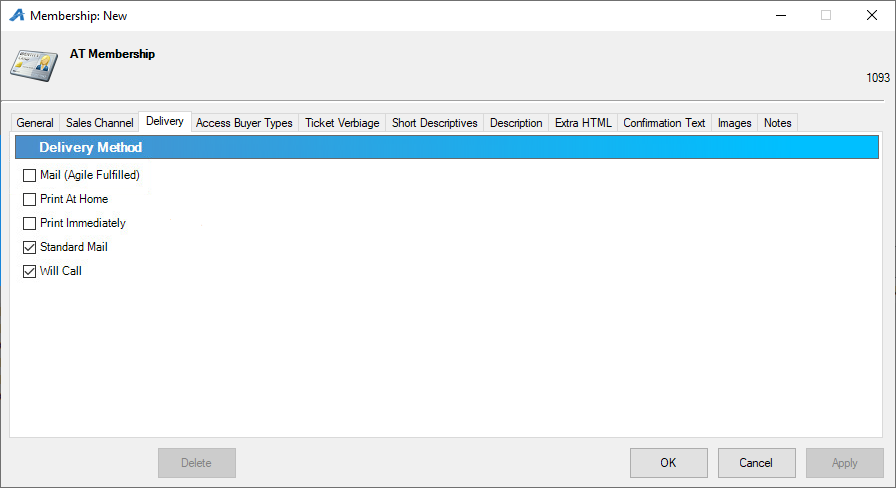 Membership: New
AT Membership
1093
General Sales Channel Delivery Access Buyer Types Ticket Verbiage Short Descriptives Description Extra HTML Confirmation Text Images Notes
Delivery Method
Mail (Agile Fulfilled)
Print At Home
Print Immediately
Standard Mail
Will Call
Delete OK Cancel Apply